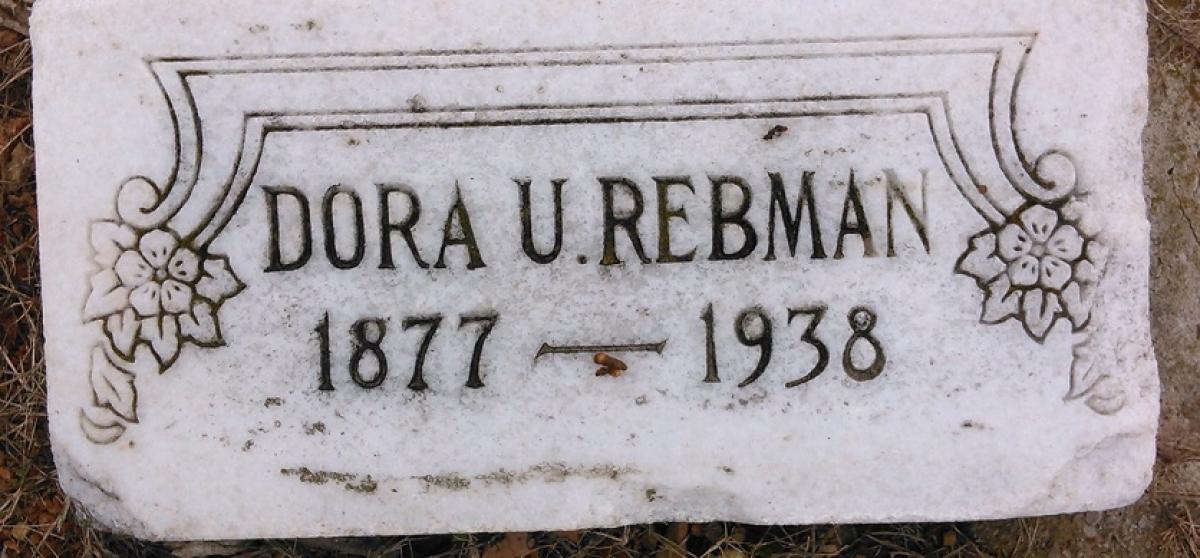 DORA U. REBMAN
1877 — 1938